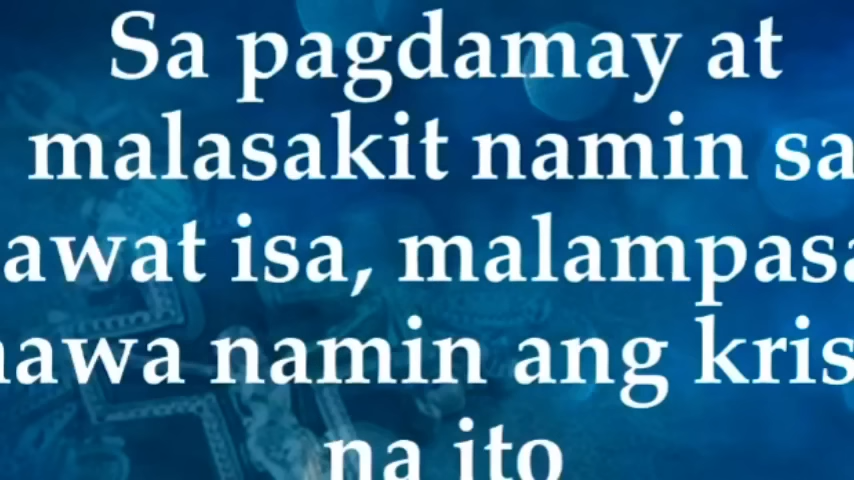 Sa pagdamay at
malasakit namin sa
awat isa, malampasa
awa namin ang kris
na ito